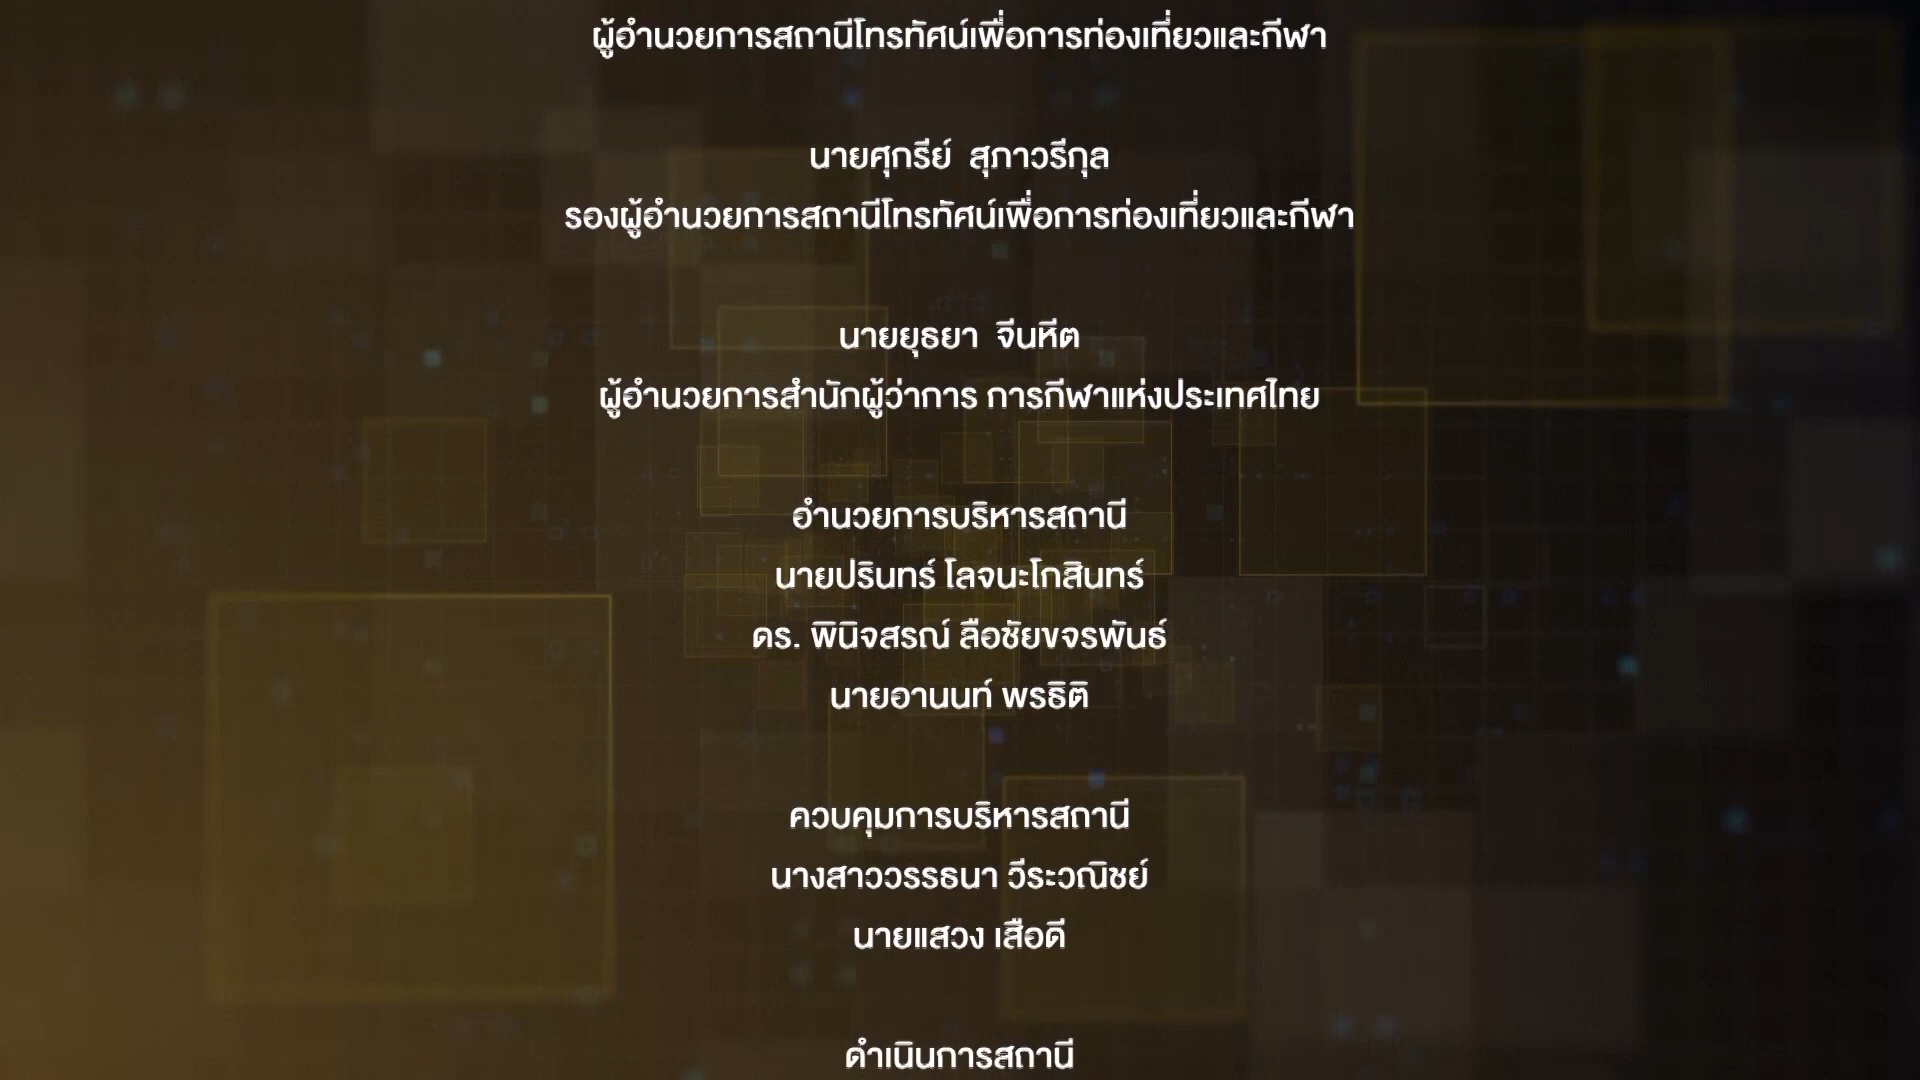 ผู้อำนวยการสถานีโทรทัศน์เพื่อการท่องเที่ยวและกีฬา
นายศุกรีย์ สุภาวรีกุล
รองผู้อำนวยการสถานีโทรทัศน์เพื่อการท่องเที่ยวและกีฬา
นายยุธยา จีนหีต
ผู้อำนวยการสำนักผู้ว่าการ การกีฬาแห่งประเทศไทย
อำนวยการบริหารสถานี
นายปรินทร์ โลจนะโกสินทร์
ดร. พินิจสรณ์ ลือชัยขจรพันธ์
นายอานนท์ พรธิติ
ควบคุมการบริหารสถานี
นางสาววรรธนา วีระวณิชย์
นายแสวง เสือดี
ดำเนินการสถานี